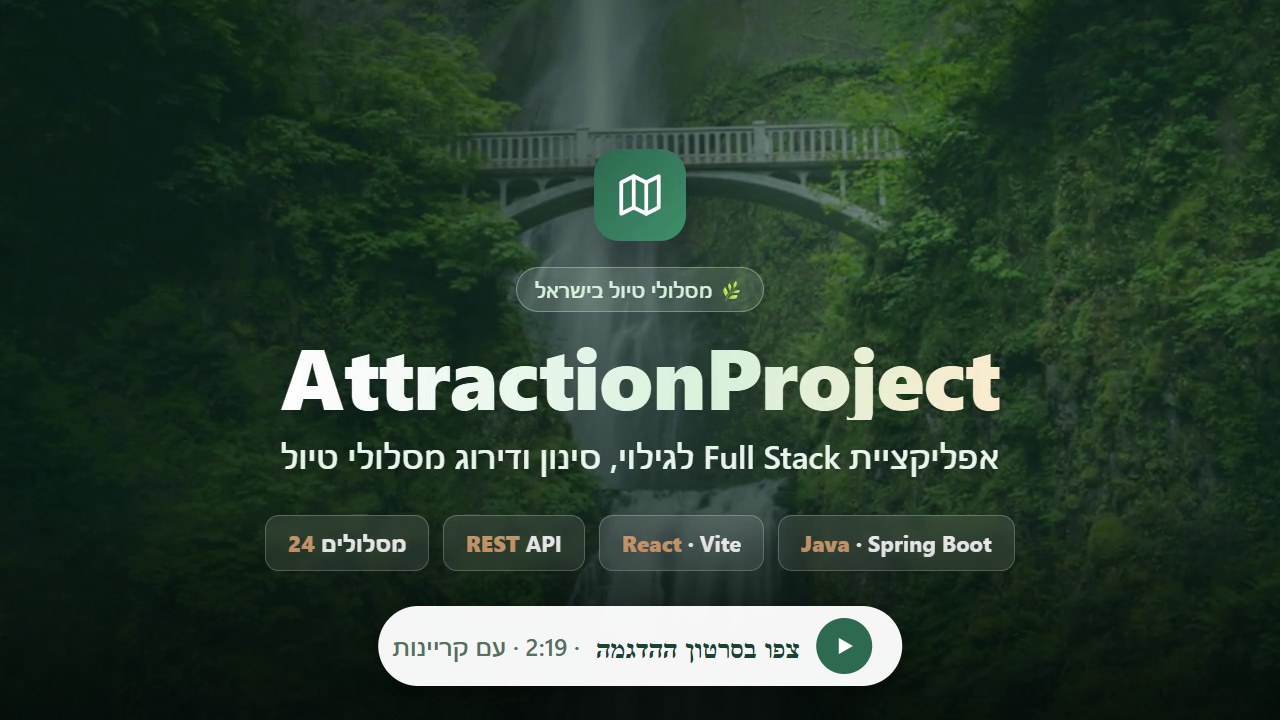 🌿 מסלולי טיול בישראל
AttractionProject
אפליקציית Full Stack לגילוי, סינון ודירוג מסלולי טיול
Java · Spring Boot
React · Vite
REST API
24 מסלולים
צפו בסרטון ההדגמה · 2:19 · עם קריינות